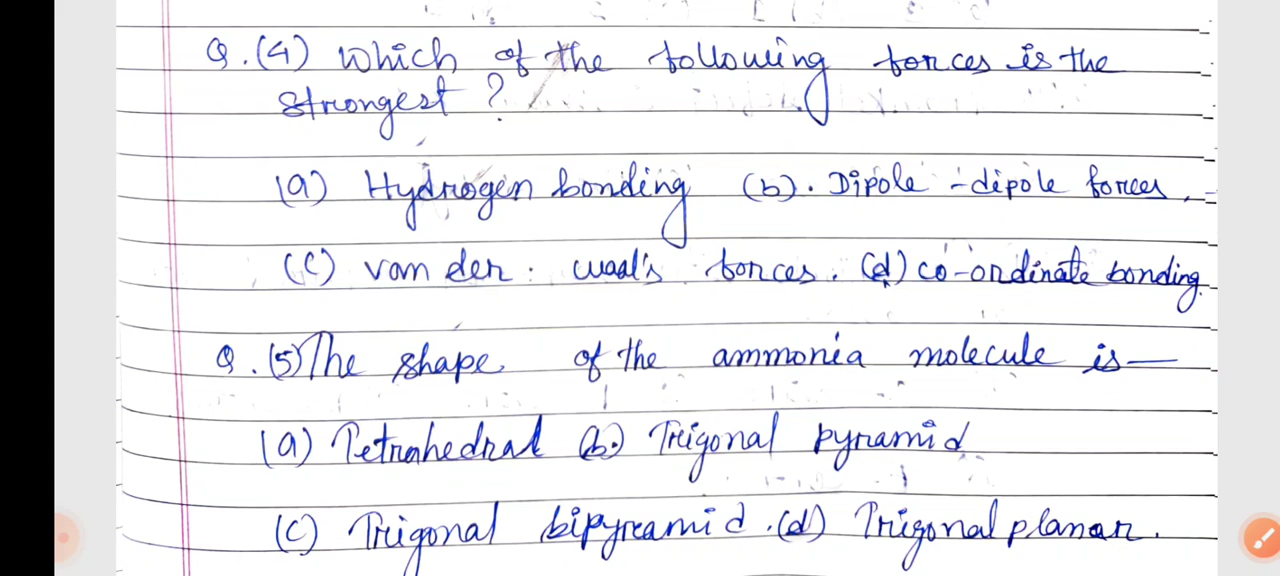 Q.(4) Which of the following forces is the
strongest ?
(a) Hydrogen bonding (b). Dipole -dipole forces,
(c) van der. waal's forces. (d) co-ordinate bonding.
Q.(5) The shape of the ammonia molecule is—
(a) Tetrahedral (b.) Trigonal pyramid
(c) Trigonal bipyramid. (d) Trigonal planar.